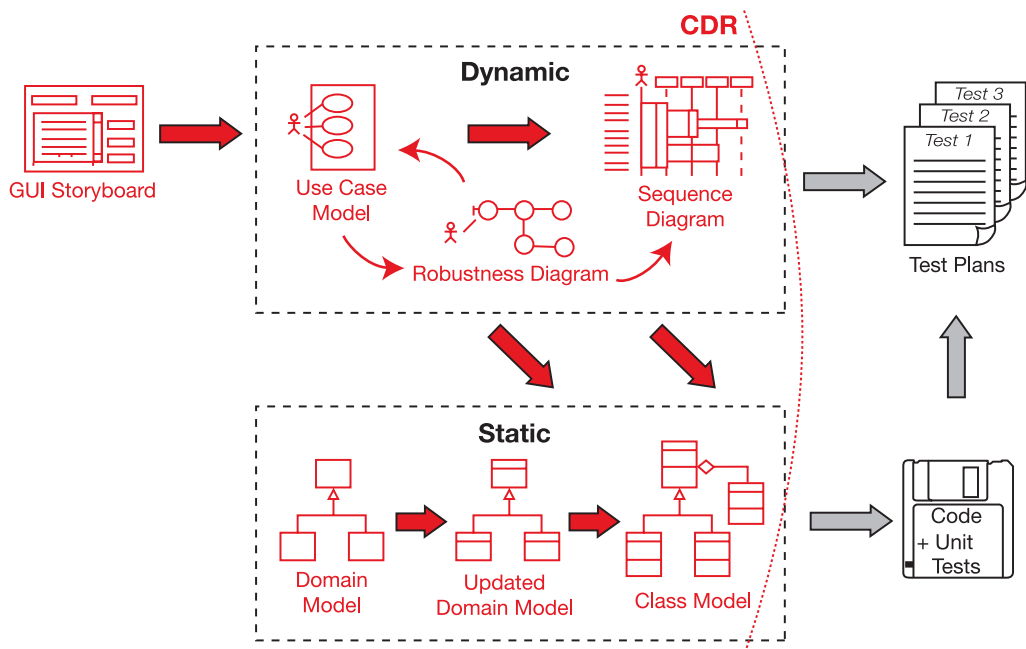 CDR
Dynamic
GUI Storyboard
Use Case
Model
Sequence
Diagram
Robustness Diagram
Test 3
Test 2
Test 1
Test Plans
Static
Domain
Model
Updated
Domain Model
Class Model
Code
+ Unit
Tests